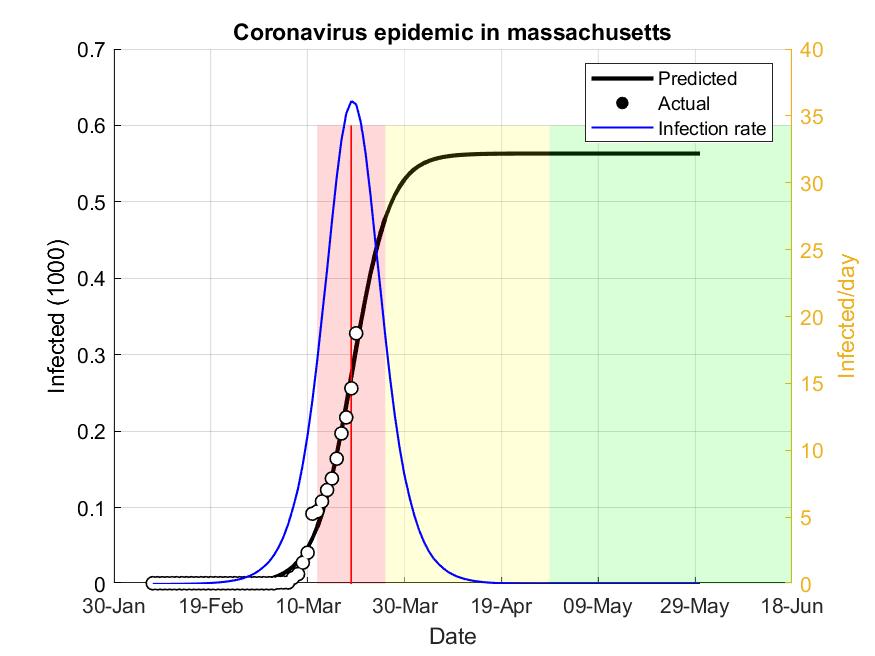 Coronavirus epidemic in massachusetts
Predicted
Actual
Infection rate
0.7
0.6
0.5
0.4
0.3
0.2
0.1
0
Infected (1000)
40
35
30
25
20
15
10
5
0
Infected/day
30-Jan 19-Feb 10-Mar 30-Mar 19-Apr 09-May 29-May 18-Jun
Date